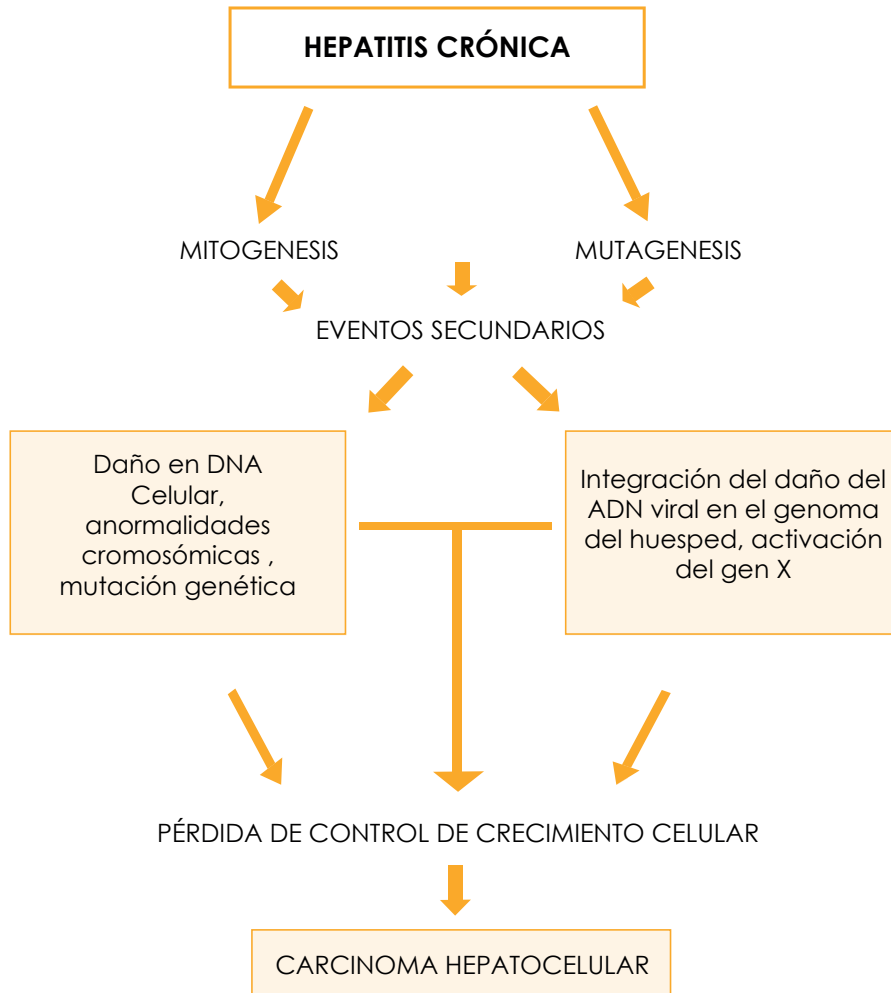 HEPATITIS CRÓNICA
MITOGENESIS
MUTAGENESIS
EVENTOS SECUNDARIOS
Daño en DNA
Celular,
anormalidades
cromosómicas ,
mutación genética
Integración del daño del
ADN viral en el genoma
del huesped, activación
del gen X
PÉRDIDA DE CONTROL DE CRECIMIENTO CELULAR
CARCINOMA HEPATOCELULAR